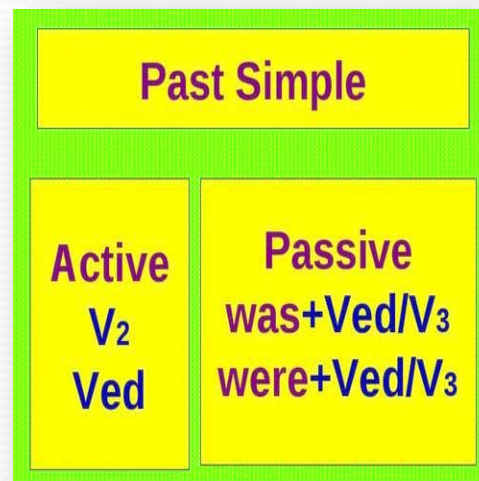 Past Simple
Active
V2
Ved
Passive
was+Ved/V3
were+Ved/V3